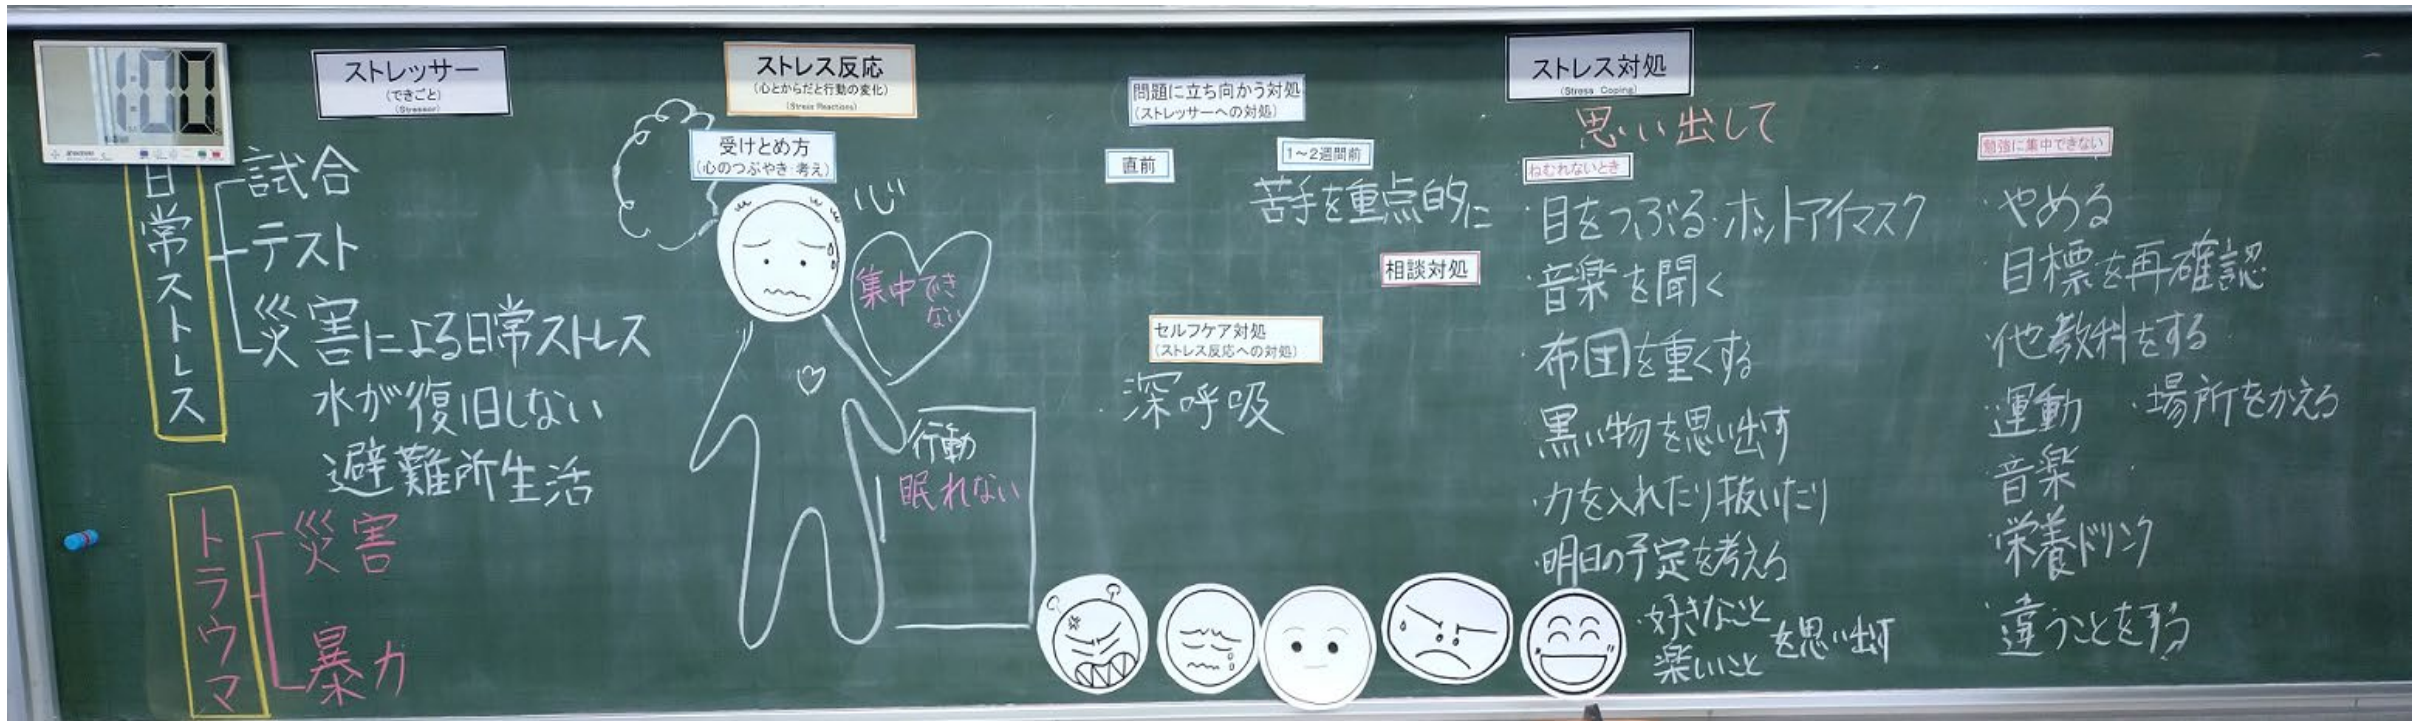 1:07
ストレッサー
(できごと)
(Stressor)
日常ストレス
試合
テスト
災害による日常ストレス
水が復旧しない
避難所生活
トラウマ
災害
暴力
ストレス反応
(心とからだと行動の変化)
(Stress Reactions)
受けとめ方
(心のつぶやき:考え)
心
集中でき
ない
行動
眠れない
ストレス対処
(Stress Coping)
思い出して
問題に立ち向かう対処
(ストレッサーへの対処)
直前
1～2週間前
苦手を重点的に
相談対処
セルフケア対処
(ストレス反応への対処)
・深呼吸
ねむれないとき
・目をつぶる・ホットアイマスク
・音楽を聞く
・布団を重くする
・黒い物を思い出す
・力を入れたり抜いたり
・明日の予定を考える
・好きなこと
楽しいこと
を思い出す
勉強に集中できない
・やめる
・目標を再確認
・他教科をする
・運動 ・場所をかえる
・音楽
・栄養ドリンク
・違うことをする